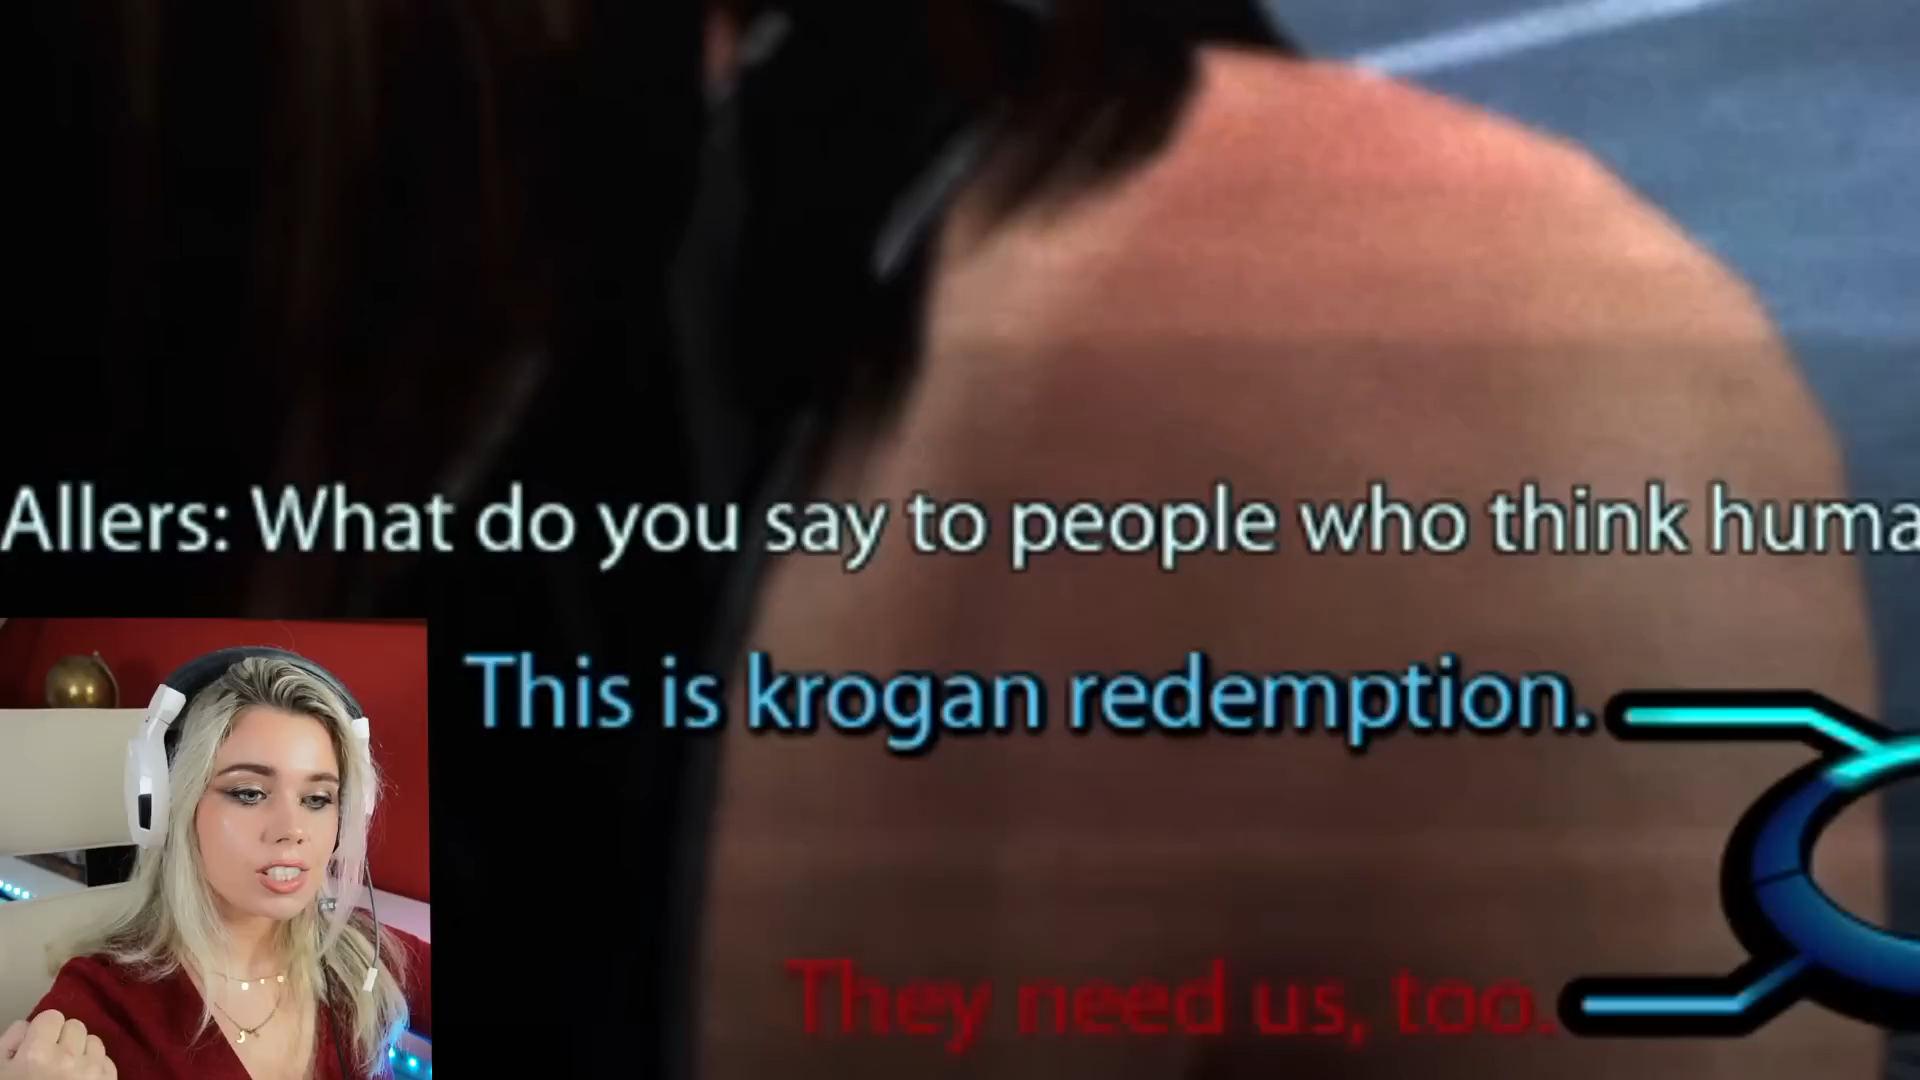 Allers: What do you say to people who think huma
This is krogan redemption.
They need us, too.